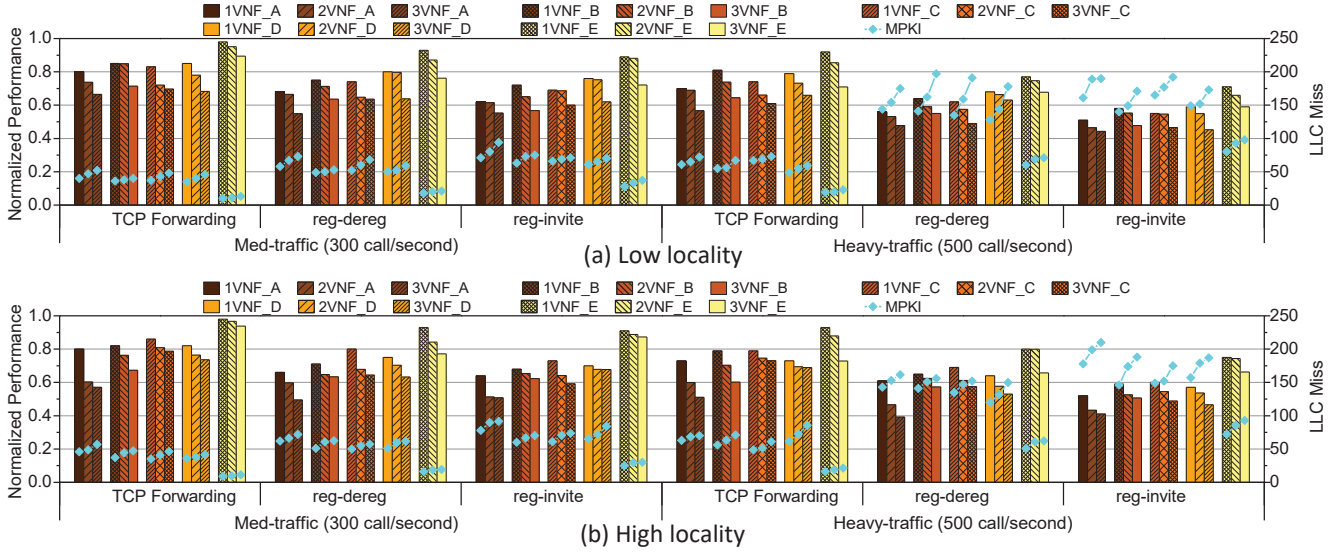 1VNF_A 2VNF_A 3VNF_A 1VNF_B 2VNF_B 3VNF_B 1VNF_C 2VNF_C 3VNF_C
1VNF_D 2VNF_D 3VNF_D 1VNF_E 2VNF_E 3VNF_E MPKI
Normalized Performance
1.0
0.8
0.6
0.4
0.2
0.0
250
200
150
100
50
0
LLC Miss
TCP Forwarding reg-dereg reg-invite TCP Forwarding reg-dereg reg-invite
Med-traffic (300 call/second) Heavy-traffic (500 call/second)
(a) Low locality
1VNF_A 2VNF_A 3VNF_A 1VNF_B 2VNF_B 3VNF_B 1VNF_C 2VNF_C 3VNF_C
1VNF_D 2VNF_D 3VNF_D 1VNF_E 2VNF_E 3VNF_E MPKI
Normalized Performance
1.0
0.8
0.6
0.4
0.2
0.0
250
200
150
100
50
0
LLC Miss
TCP Forwarding reg-dereg reg-invite TCP Forwarding reg-dereg reg-invite
Med-traffic (300 call/second) Heavy-traffic (500 call/second)
(b) High locality